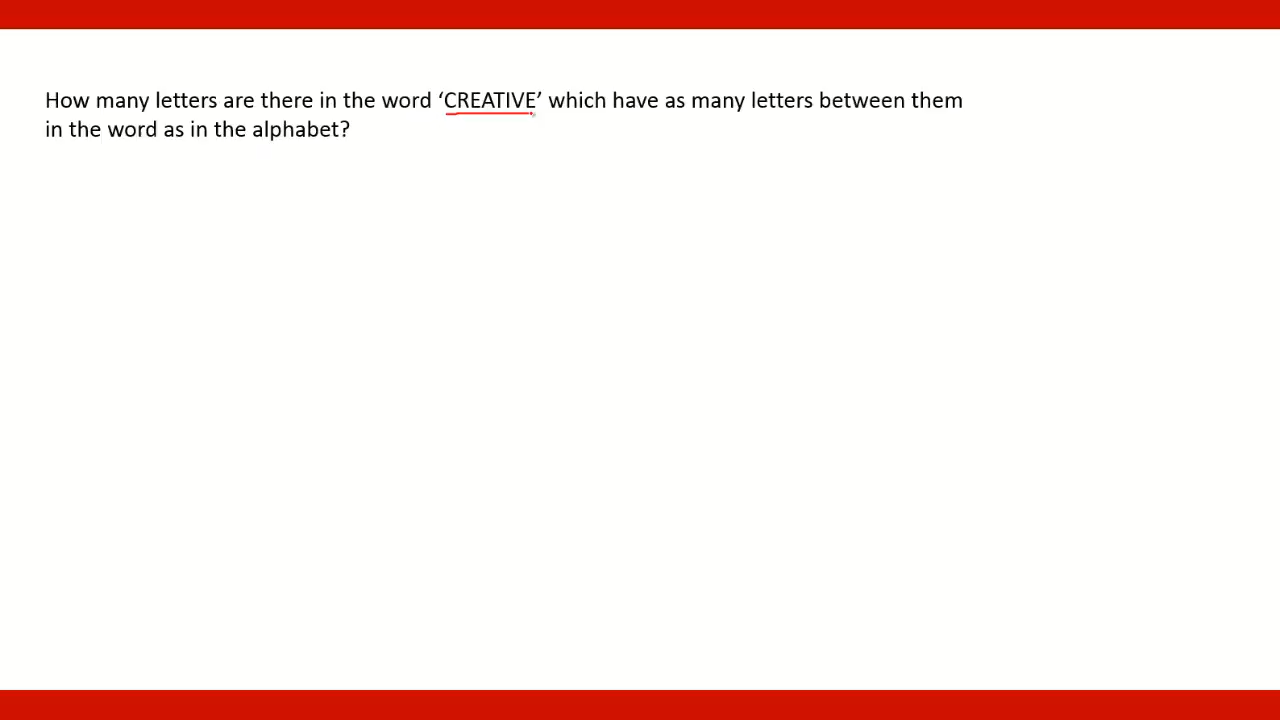 How many letters are there in the word ‘CREATIVE’ which have as many letters between them
in the word as in the alphabet?